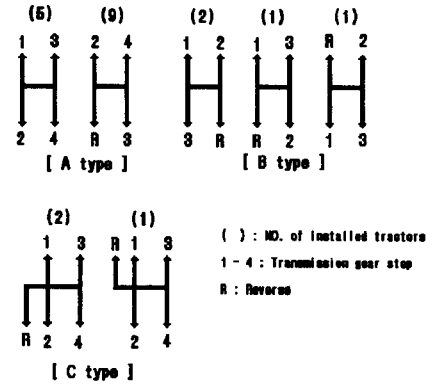 (5) (9) (2) (1) (1)
1 3 2 4 1 2 1 3 R 2
2 4 R 3 3 R R 2 1 3
[ A type ] [ B type ]
(2) (1)
1 3 R 1 3
R 2 4 2 4
( ) : NO. of installed tractors
1 - 4 : Transmission gear step
R : Reverse
[ C type ]